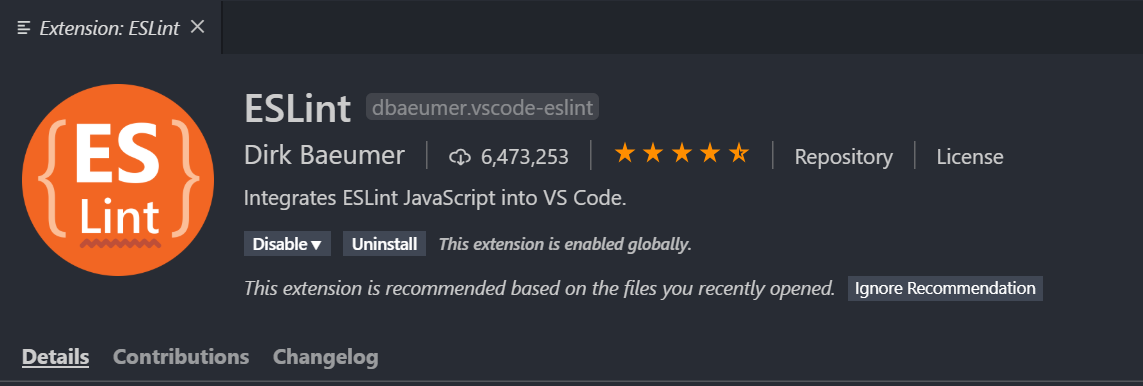 Extension: ESLint
{ES
Lint}
ESLint dbaeumer.vscode-eslint
Dirk Baeumer | 6,473,253 | Repository | License
Integrates ESLint JavaScript into VS Code.
Disable Uninstall This extension is enabled globally.
This extension is recommended based on the files you recently opened. Ignore Recommendation
Details Contributions Changelog